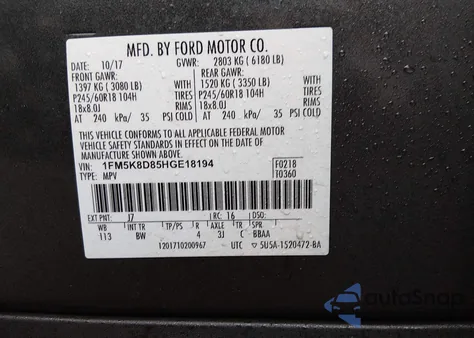 MFD. BY FORD MOTOR CO.
DATE: 10/17 GVWR: 2803 KG ( 6180 LB)
FRONT GAWR: REAR GAWR:
1397 KG ( 3080 LB) WITH 1520 KG ( 3350 LB) WITH
P245/60R18 104H TIRES P245/60R18 104H TIRES
18x8.0J RIMS 18x8.0J RIMS
AT 240 kPa/ 35 PSI COLD AT 240 kPa/ 35 PSI COLD
THIS VEHICLE CONFORMS TO ALL APPLICABLE FEDERAL MOTOR
VEHICLE SAFETY STANDARDS IN EFFECT ON THE DATE OF
MANUFACTURE SHOWN ABOVE.
VIN: 1FM5K8D85HGE18194 F0218
TYPE: MPV T0360
EXT PNT: J7 RC: 16 DSO:
WB INT TR TP/PS R AXLE TR SPR
113 BW 4 3J C BBAA
1201710200967 UTC 5U5A-1520472-BA
autoSnap